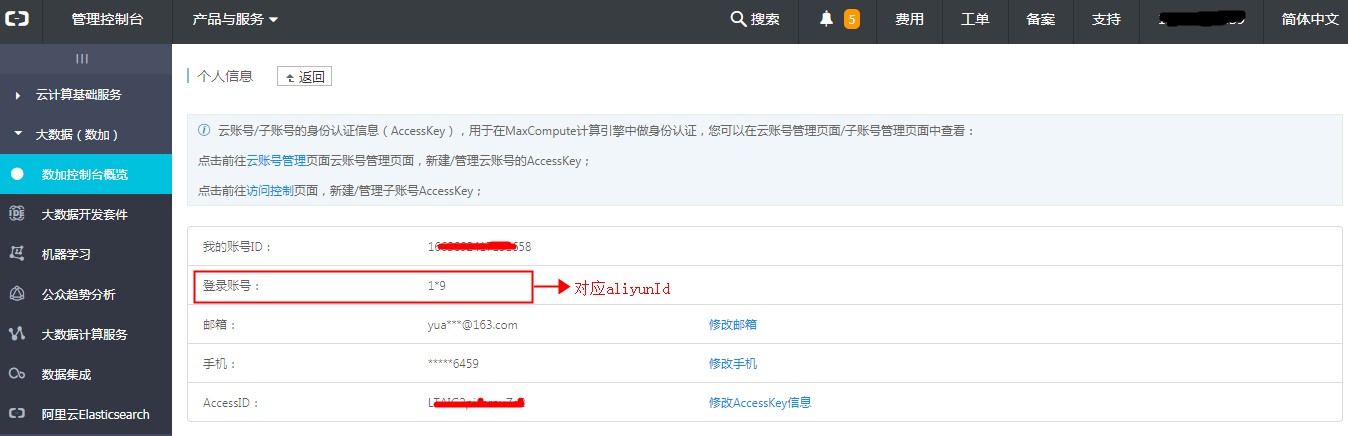 管理控制台 产品与服务 搜索 5 费用 工单 备案 支持 简体中文
云计算基础服务
大数据（数加）
数加控制台概览
大数据开发套件
机器学习
公众趋势分析
大数据计算服务
数据集成
阿里云Elasticsearch
个人信息 返回
云账号/子账号的身份认证信息（AccessKey），用于在MaxCompute计算引擎中做身份认证，您可以在云账号管理页面/子账号管理页面中查看：
点击前往云账号管理页面云账号管理页面，新建/管理云账号的AccessKey；
点击前往访问控制页面，新建/管理子账号AccessKey；
我的账号ID：
登录账号： 1*9 对应aliyunId
邮箱： yua***@163.com 修改邮箱
手机： *****6459 修改手机
AccessID： 修改AccessKey信息